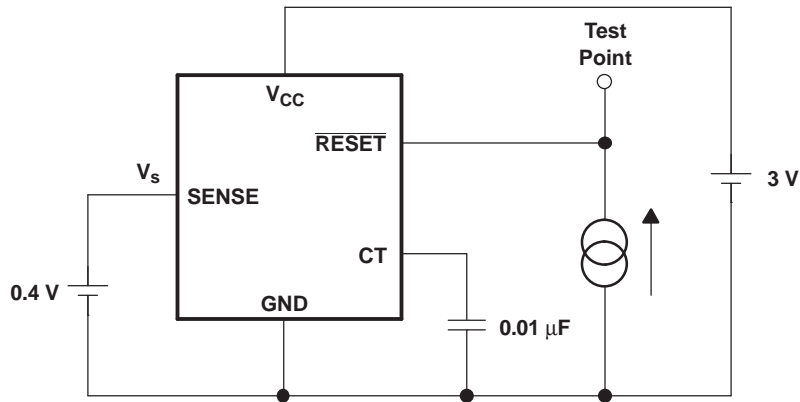 Test
Point
V_CC
RESET
3 V
V_s
SENSE
CT
0.4 V
GND
0.01 μF